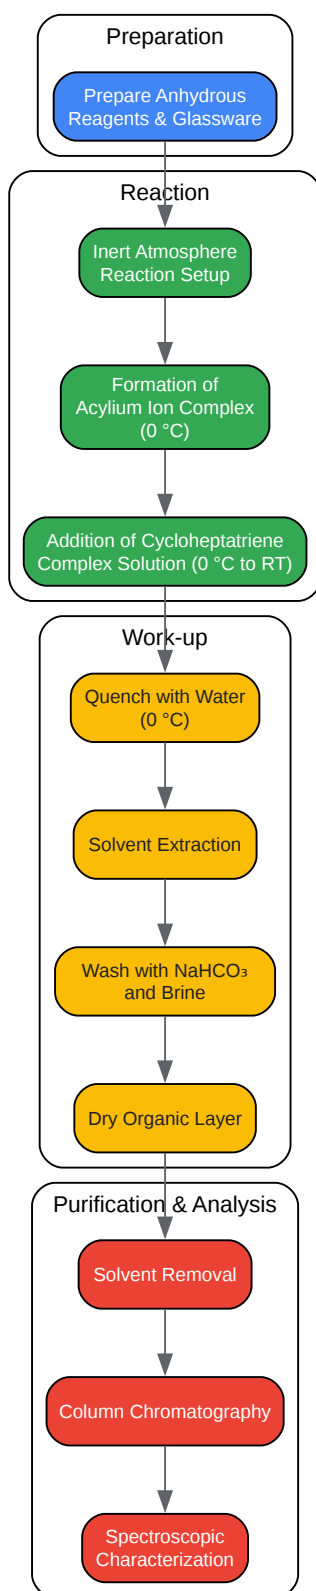 Preparation
Prepare Anhydrous
Reagents & Glassware
Reaction
Inert Atmosphere
Reaction Setup
Formation of
Acylium Ion Complex
(0 °C)
Addition of Cycloheptatriene
Complex Solution (0 °C to RT)
Work-up
Quench with Water
(0 °C)
Solvent Extraction
Wash with NaHCO₃
and Brine
Dry Organic Layer
Purification & Analysis
Solvent Removal
Column Chromatography
Spectroscopic
Characterization